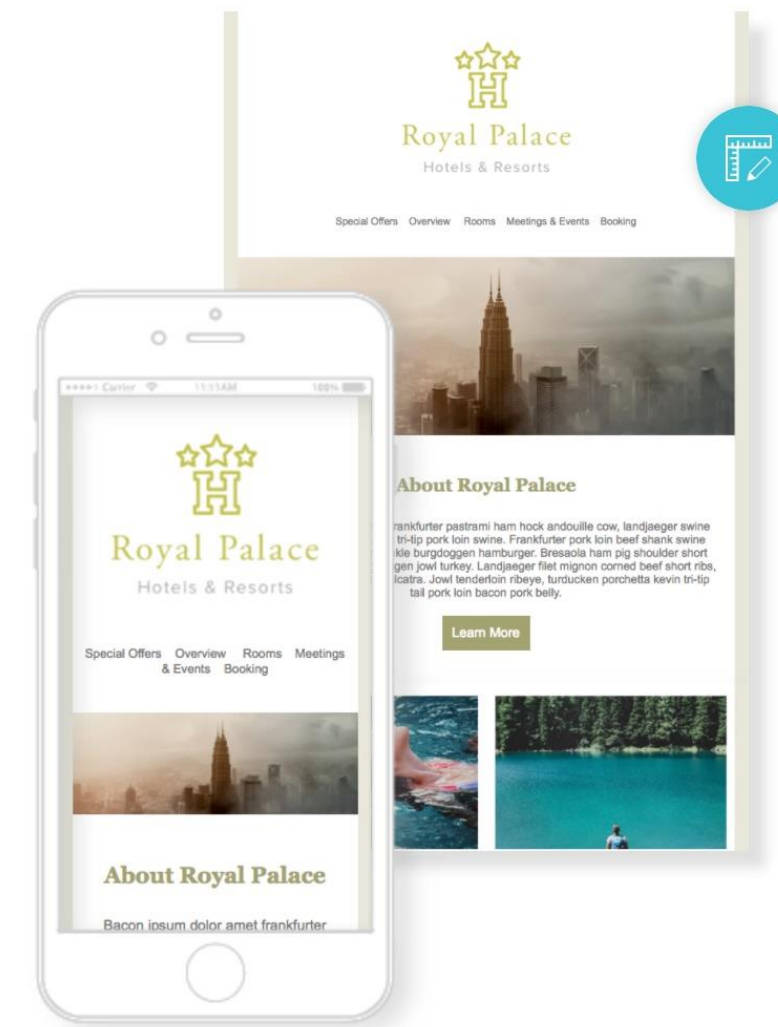 H
Royal Palace
Hotels & Resorts
Special Offers Overview Rooms Meetings & Events Booking
About Royal Palace
frankfurter pastrami ham hock andouille cow, landjaeger swine
tri-tip pork loin swine. Frankfurter pork loin beef shank swine
burgdoggen hamburger. Bresaola ham pig shoulder short
jowl turkey. Landjaeger filet mignon corned beef short ribs,
Jowl tenderloin ribeye, turducken porchetta kevin tri-tip
tail pork loin bacon pork belly.
Learn More
Carrier 11:11AM 100%
H
Royal Palace
Hotels & Resorts
Special Offers Overview Rooms Meetings
& Events Booking
About Royal Palace
Bacon ipsum dolor amet frankfurter